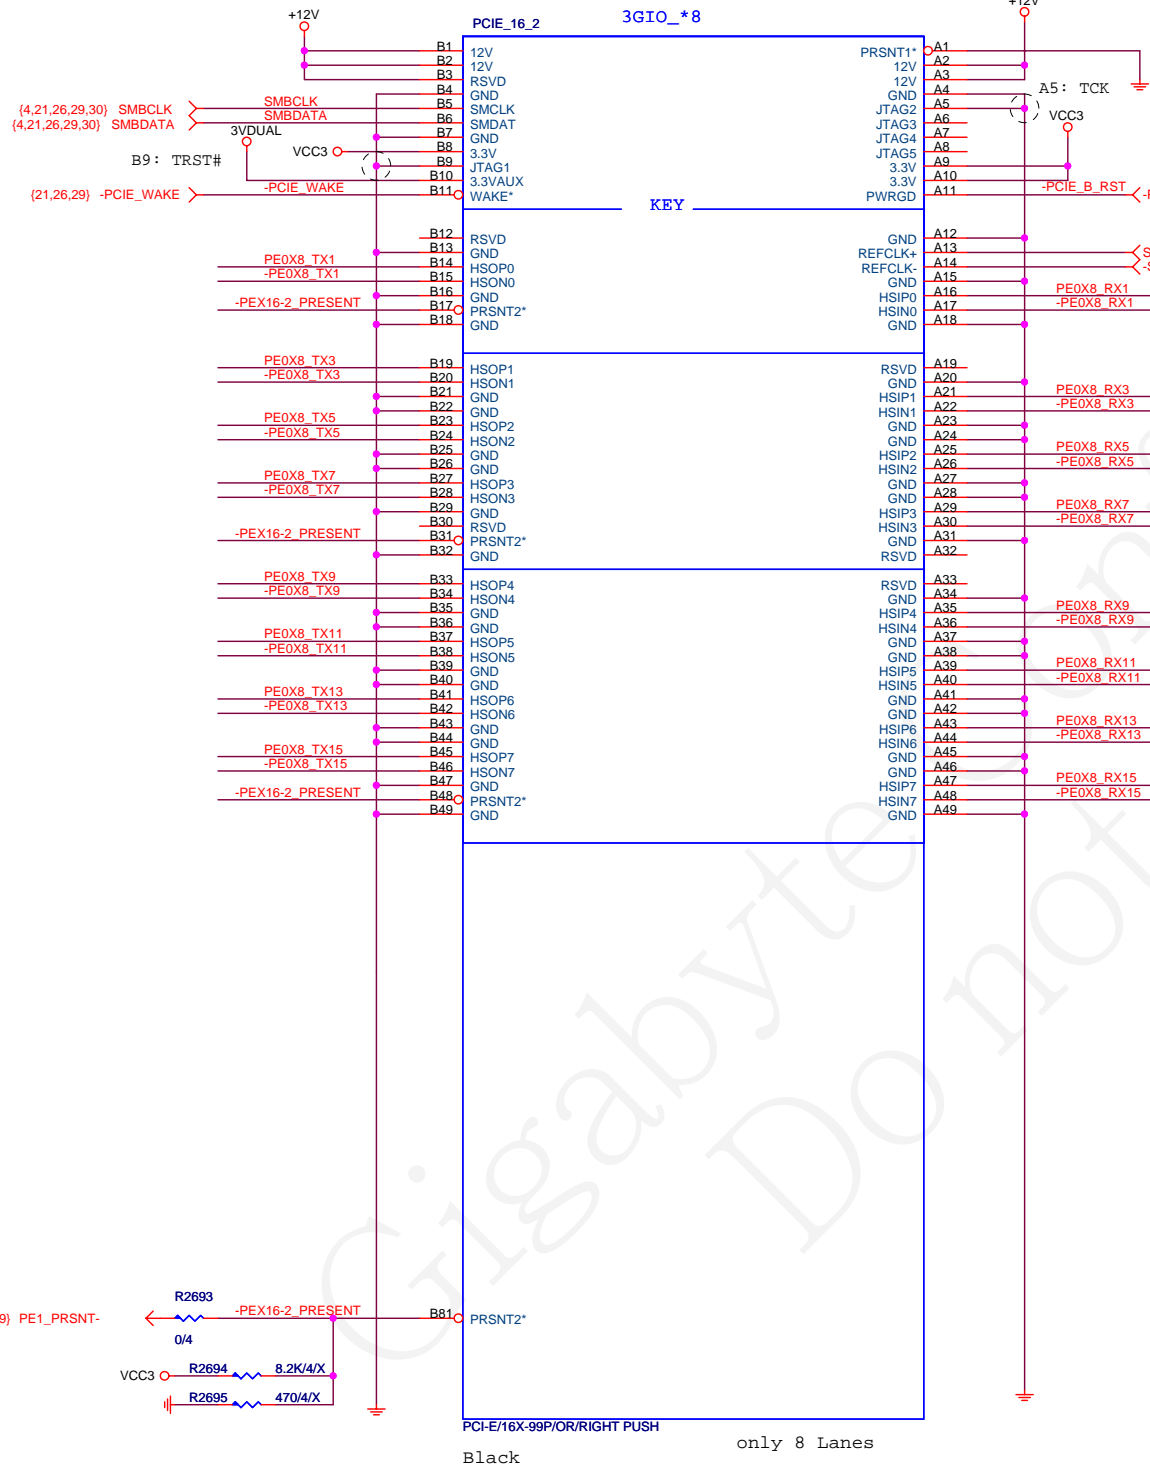 +12V
PCIE_16_2
3GIO_*8
+12V
B1 12V PRSNT1* A1
B2 12V 12V A2
B3 RSVD 12V A3
B4 GND GND A4
A5: TCK
{4,21,26,29,30} SMBCLK SMBCLK B5 SMCLK JTAG2 A5
{4,21,26,29,30} SMBDATA SMBDATA B6 SMDAT JTAG3 A6
VCC3
3VDUAL B7 GND JTAG4 A7
VCC3 B8 3.3V JTAG5 A8
B9: TRST# B9 JTAG1 3.3V A9
B10 3.3VAUX 3.3V A10
{21,26,29} -PCIE_WAKE -PCIE_WAKE B11 WAKE* PWRGD A11 -PCIE_B_RST
KEY
B12 RSVD GND A12
B13 GND REFCLK+ A13
PE0X8_TX1 B14 HSOP0 REFCLK- A14
-PE0X8_TX1 B15 HSON0 GND A15
B16 GND HSIP0 A16 PE0X8_RX1
-PEX16-2_PRESENT B17 PRSNT2* HSIN0 A17 -PE0X8_RX1
B18 GND GND A18
PE0X8_TX3 B19 HSOP1 RSVD A19
-PE0X8_TX3 B20 HSON1 GND A20
B21 GND HSIP1 A21 PE0X8_RX3
B22 GND HSIN1 A22 -PE0X8_RX3
PE0X8_TX5 B23 HSOP2 GND A23
-PE0X8_TX5 B24 HSON2 GND A24
B25 GND HSIP2 A25 PE0X8_RX5
B26 GND HSIN2 A26 -PE0X8_RX5
PE0X8_TX7 B27 HSOP3 GND A27
-PE0X8_TX7 B28 HSON3 GND A28
B29 GND HSIP3 A29 PE0X8_RX7
B30 RSVD HSIN3 A30 -PE0X8_RX7
-PEX16-2_PRESENT B31 PRSNT2* GND A31
B32 GND RSVD A32
PE0X8_TX9 B33 HSOP4 RSVD A33
-PE0X8_TX9 B34 HSON4 GND A34
B35 GND HSIP4 A35 PE0X8_RX9
B36 GND HSIN4 A36 -PE0X8_RX9
PE0X8_TX11 B37 HSOP5 GND A37
-PE0X8_TX11 B38 HSON5 GND A38
B39 GND HSIP5 A39 PE0X8_RX11
B40 GND HSIN5 A40 -PE0X8_RX11
PE0X8_TX13 B41 HSOP6 GND A41
-PE0X8_TX13 B42 HSON6 GND A42
B43 GND HSIP6 A43 PE0X8_RX13
B44 GND HSIN6 A44 -PE0X8_RX13
PE0X8_TX15 B45 HSOP7 GND A45
-PE0X8_TX15 B46 HSON7 GND A46
B47 GND HSIP7 A47 PE0X8_RX15
-PEX16-2_PRESENT B48 PRSNT2* HSIN7 A48 -PE0X8_RX15
B49 GND GND A49
Gigabyte
Do not
R2693
9} PE1_PRSNT- -PEX16-2_PRESENT B81 PRSNT2*
0/4
VCC3 R2694 8.2K/4/X
R2695 470/4/X
PCI-E/16X-99P/OR/RIGHT PUSH
Black
only 8 Lanes